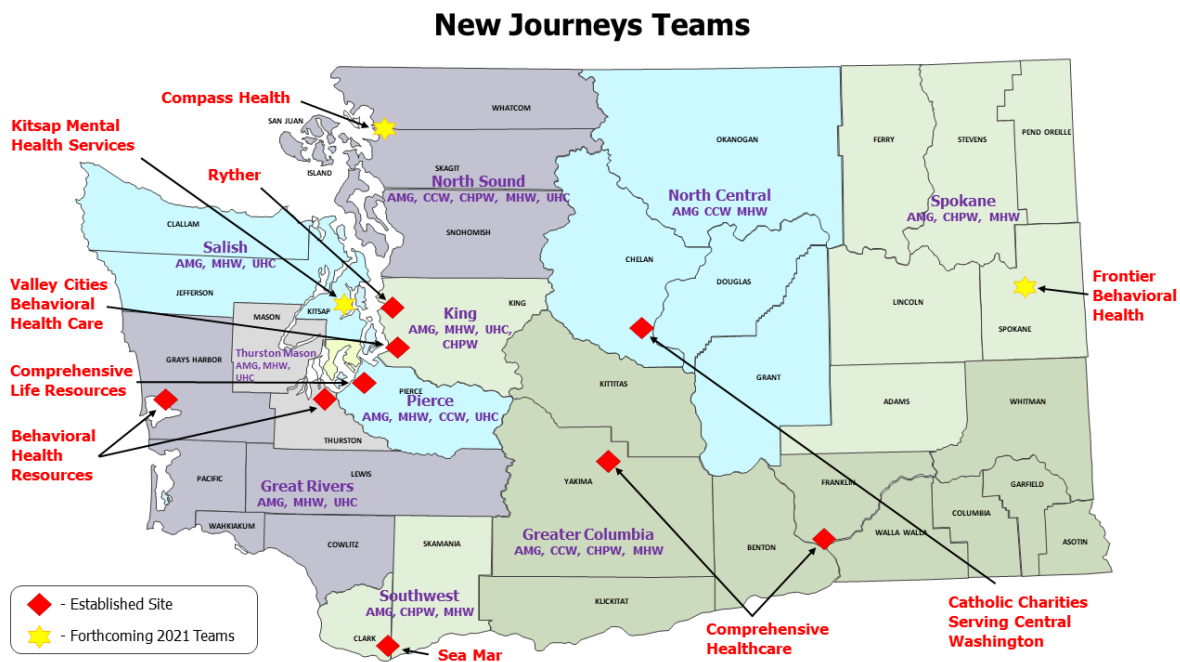 New Journeys Teams
Compass Health
Kitsap Mental
Health Services
Ryther
Valley Cities
Behavioral
Health Care
Comprehensive
Life Resources
Behavioral
Health
Resources
WHATCOM
SAN JUAN
SKAGIT
ISLAND
North Sound
AMG, CCW, CHPW, MHW, UHC
SNOHOMISH
CLALLAM
Salish
AMG, MHW, UHC
JEFFERSON
KITSAP
MASON
Thurston Mason
AMG, MHW,
UHC
GRAYS HARBOR
KING
King
AMG, MHW, UHC,
CHPW
PIERCE
Pierce
AMG, MHW, CCW, UHC
THURSTON
PACIFIC
LEWIS
Great Rivers
AMG, MHW, UHC
WAHKIAKUM
COWLITZ
SKAMANIA
Southwest
AMG, CHPW, MHW
CLARK
Sea Mar
OKANOGAN
North Central
AMG CCW MHW
CHELAN
DOUGLAS
GRANT
FERRY
STEVENS
PEND OREILLE
Spokane
AMG, CHPW, MHW
LINCOLN
SPOKANE
Frontier
Behavioral
Health
ADAMS
WHITMAN
KITTITAS
YAKIMA
Greater Columbia
AMG, CCW, CHPW, MHW
KLICKITAT
BENTON
FRANKLIN
WALLA WALLA
COLUMBIA
GARFIELD
ASOTIN
Comprehensive
Healthcare
Catholic Charities
Serving Central
Washington
- Established Site
- Forthcoming 2021 Teams